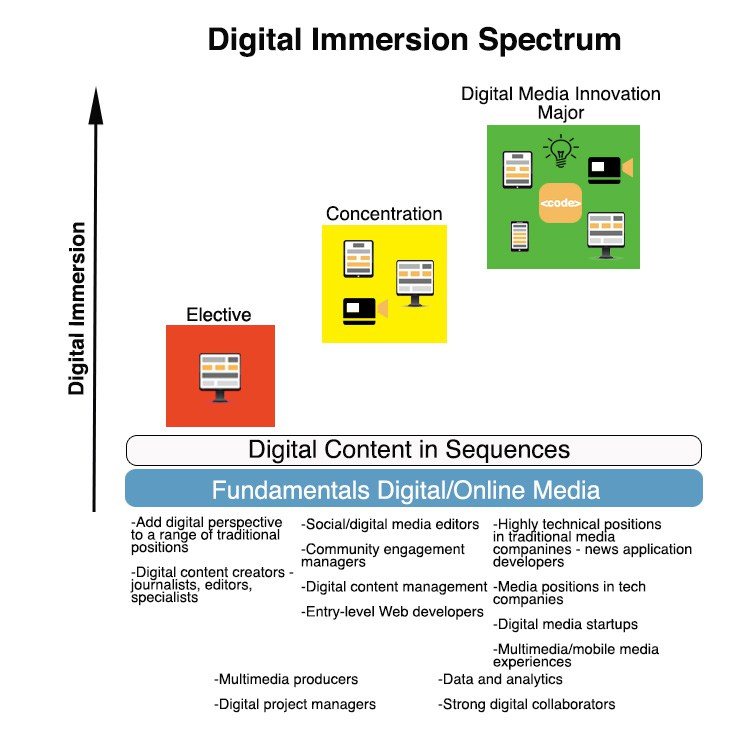 Digital Immersion Spectrum
Digital Media Innovation
Major
<code>
Concentration
Elective
Digital Immersion
Digital Content in Sequences
Fundamentals Digital/Online Media
-Add digital perspective
to a range of traditional
positions
-Digital content creators -
journalists, editors,
specialists
-Social/digital media editors
-Community engagement
managers
-Digital content management
-Entry-level Web developers
-Highly technical positions
in traditional media
companies - news application
developers
-Media positions in tech
companies
-Digital media startups
-Multimedia/mobile media
experiences
-Multimedia producers
-Digital project managers
-Data and analytics
-Strong digital collaborators